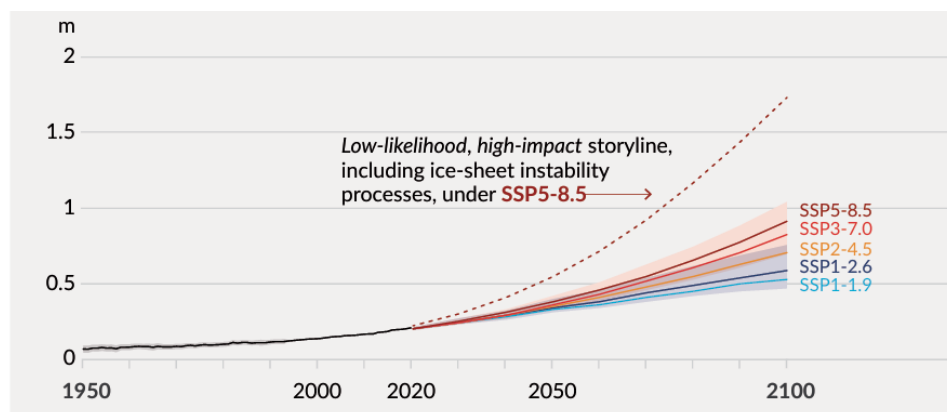 m
2
1.5
Low-likelihood, high-impact storyline,
including ice-sheet instability
processes, under SSP5-8.5
1
SSP5-8.5
SSP3-7.0
SSP2-4.5
SSP1-2.6
SSP1-1.9
0.5
0
1950 2000 2020 2050 2100